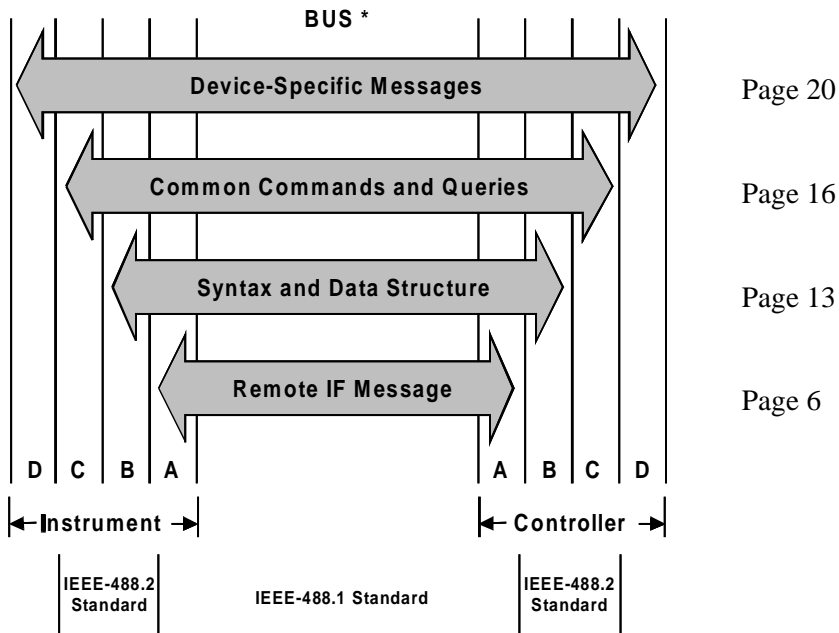 BUS *
Device-Specific Messages
Page 20
Common Commands and Queries
Page 16
Syntax and Data Structure
Page 13
Remote IF Message
Page 6
D C B A A B C D
Instrument Controller
IEEE-488.2 Standard
IEEE-488.1 Standard
IEEE-488.2 Standard